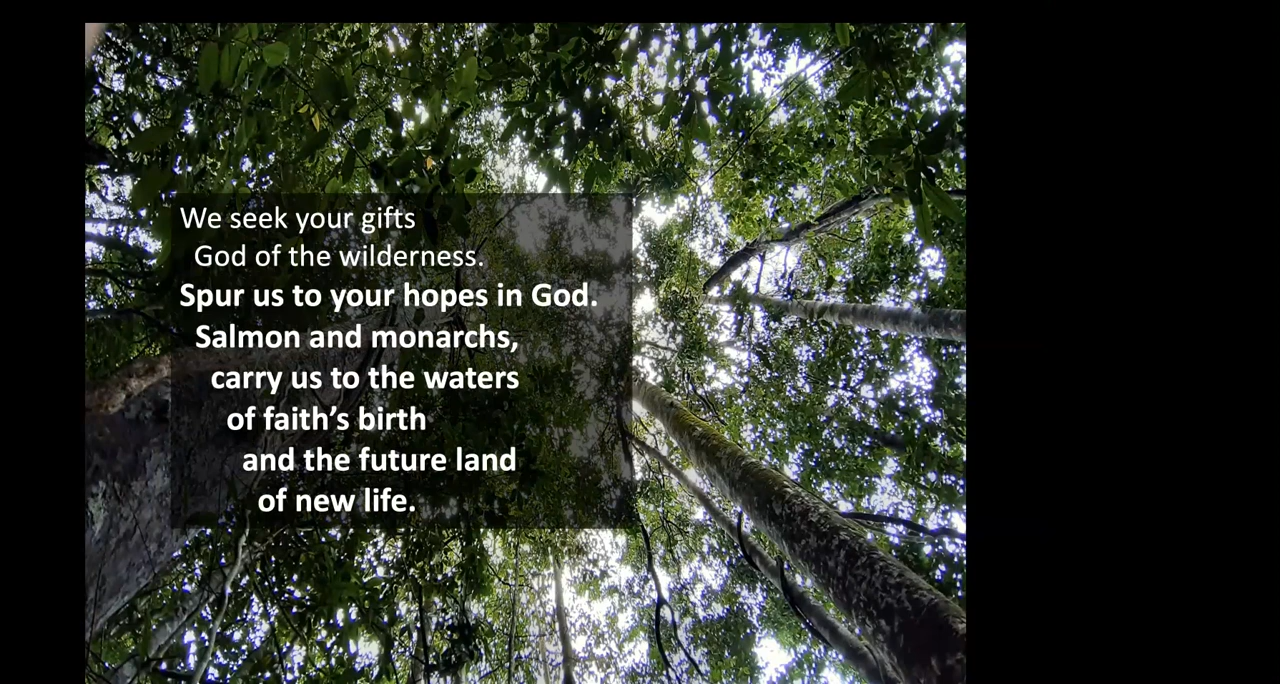 We seek your gifts
God of the wilderness.
Spur us to your hopes in God.
Salmon and monarchs,
carry us to the waters
of faith’s birth
and the future land
of new life.